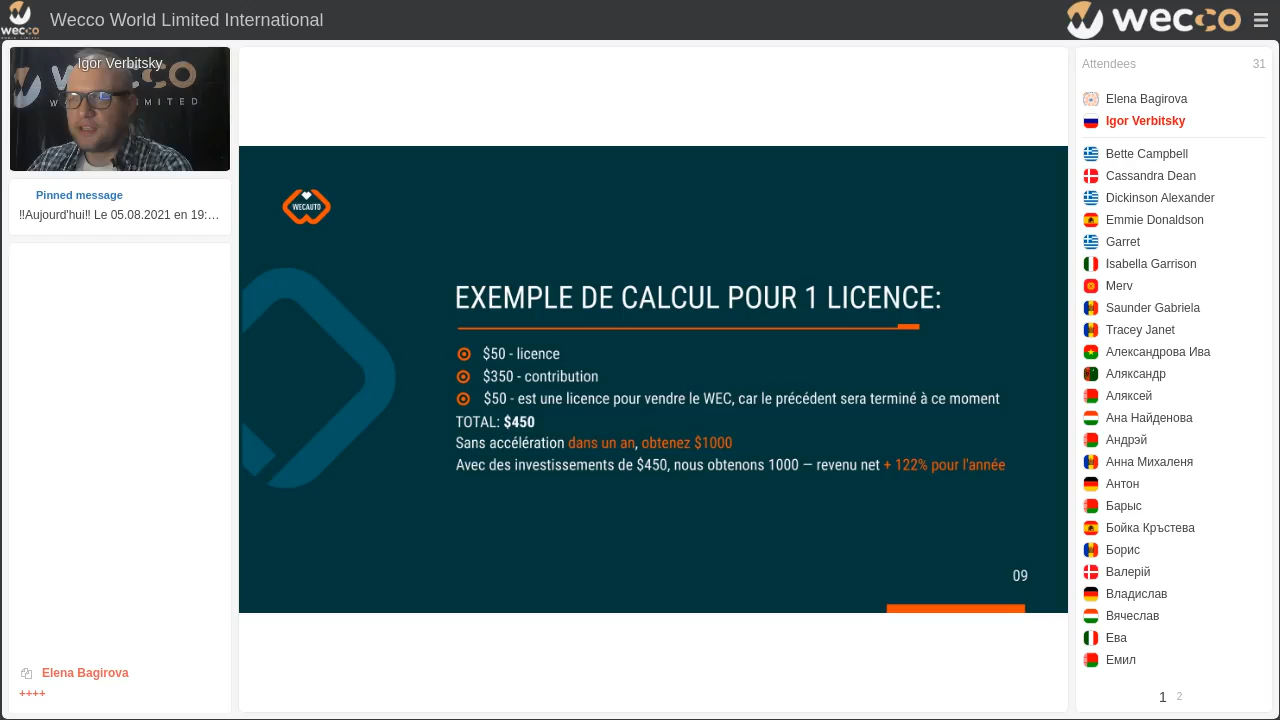 Wecco World Limited International
wecco
wecco
Igor Verbitsky
Pinned message
‼Aujourd'hui‼ Le 05.08.2021 en 19:…
Elena Bagirova
++++
WECAUTO
EXEMPLE DE CALCUL POUR 1 LICENCE:
$50 - licence
$350 - contribution
$50 - est une licence pour vendre le WEC, car le précédent sera terminé à ce moment
TOTAL: $450
Sans accélération dans un an, obtenez $1000
Avec des investissements de $450, nous obtenons 1000 — revenu net + 122% pour l'année
09
Attendees 31
Elena Bagirova
Igor Verbitsky
Bette Campbell
Cassandra Dean
Dickinson Alexander
Emmie Donaldson
Garret
Isabella Garrison
Merv
Saunder Gabriela
Tracey Janet
Александрова Ива
Аляксандр
Аляксей
Ана Найденова
Андрэй
Анна Михаленя
Антон
Барыс
Бойка Кръстева
Борис
Валерій
Владислав
Вячеслав
Ева
Емил
1 2